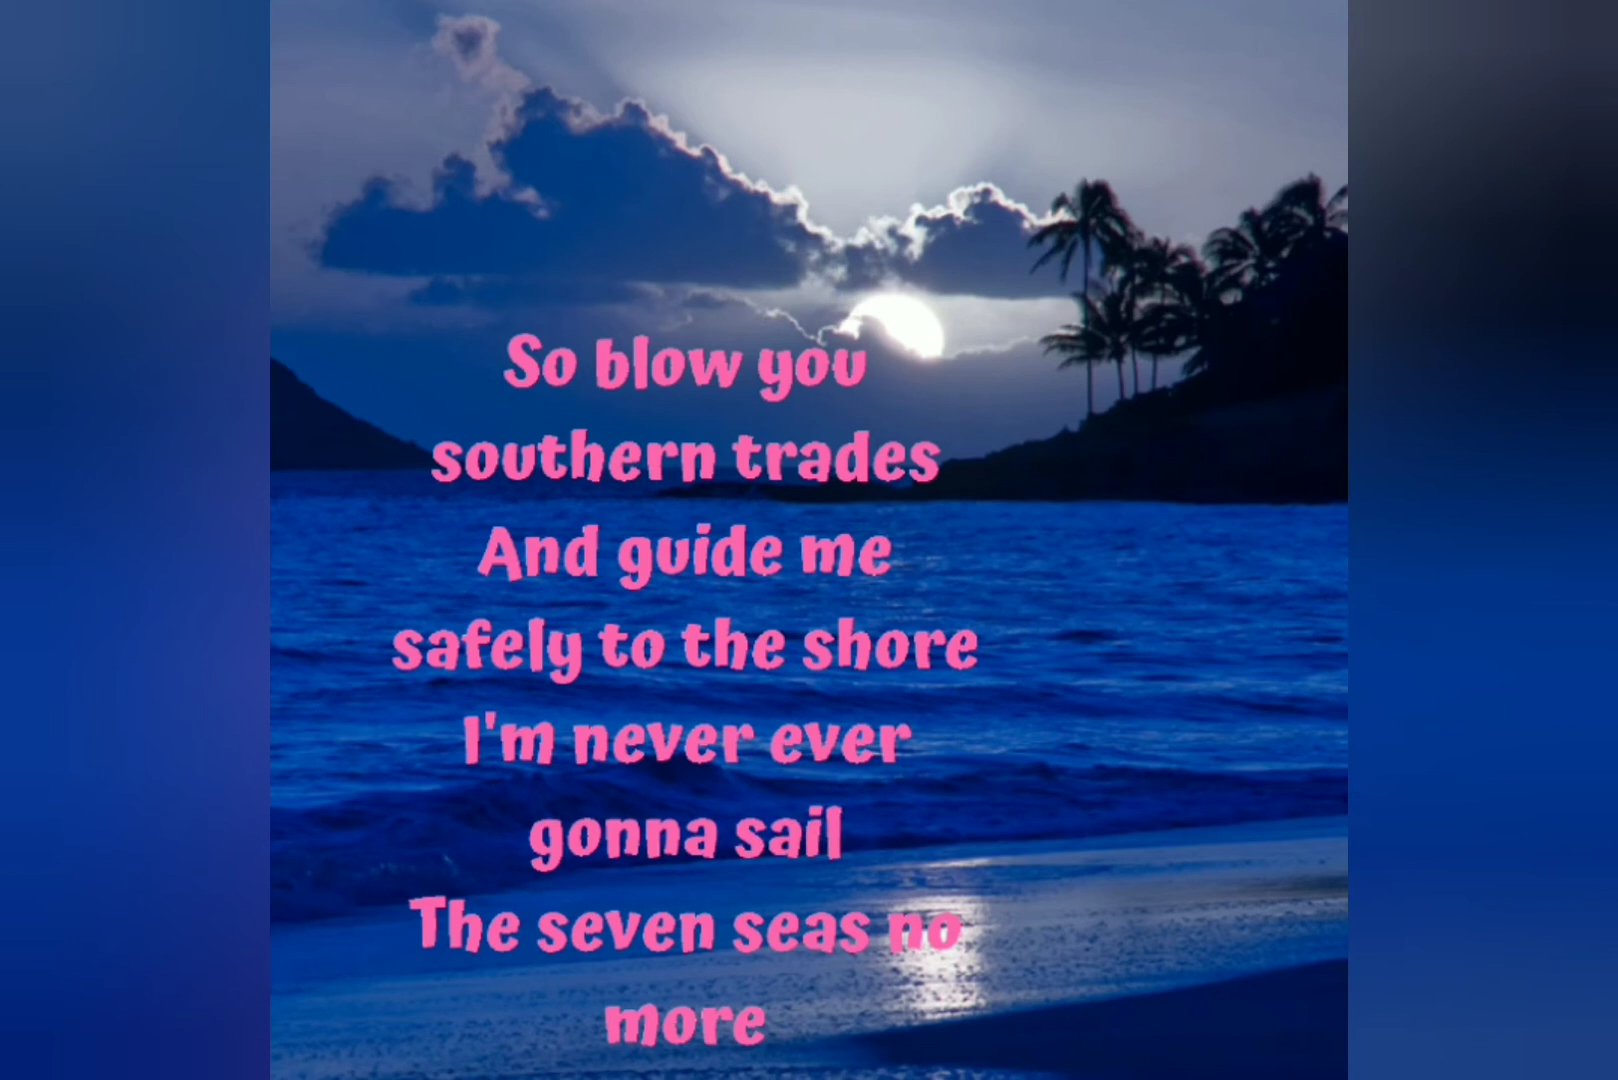 So blow you
southern trades
And guide me
safely to the shore
I'm never ever
gonna sail
The seven seas no
more